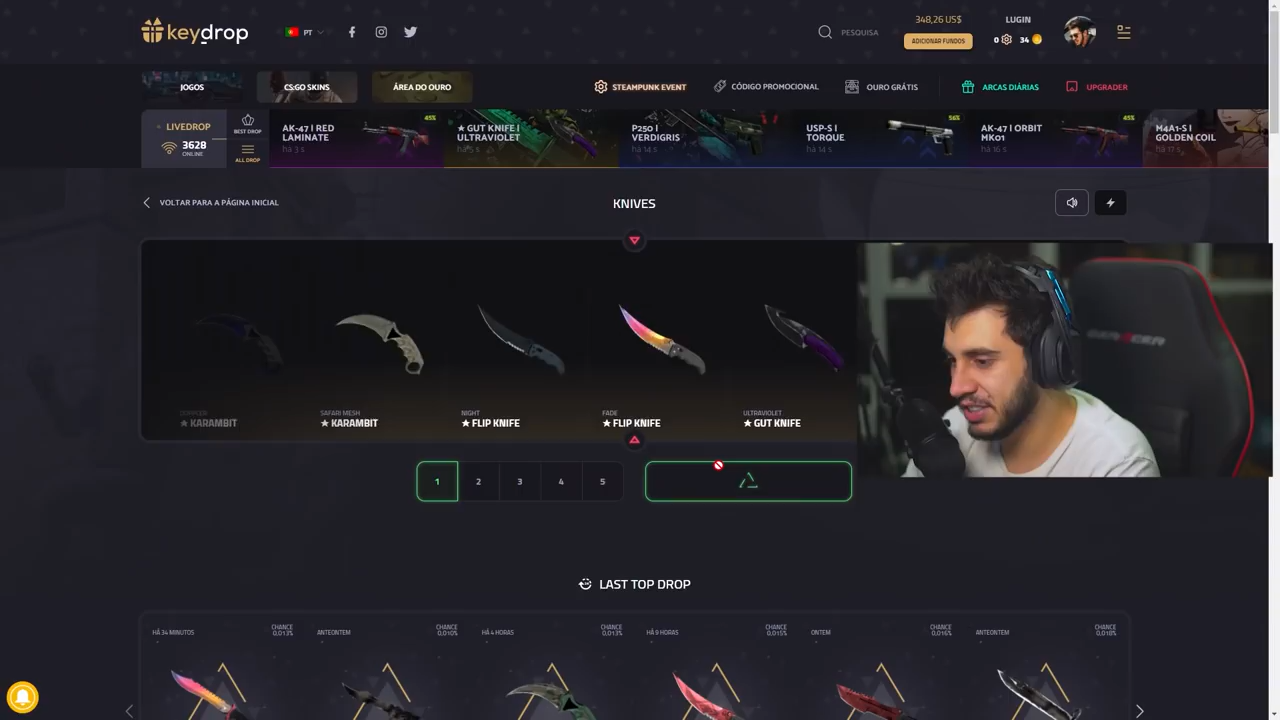 keydrop
PT
PESQUISA
348,26 US$
ADICIONAR FUNDOS
LUGIN
0
34
JOGOS
CS:GO SKINS
ÁREA DO OURO
STEAMPUNK EVENT
CÓDIGO PROMOCIONAL
OURO GRÁTIS
ARCAS DIÁRIAS
UPGRADER
LIVEDROP
3628
ONLINE
BEST DROP
ALL DROP
AK-47 | RED
LAMINATE
há 3 s
45%
★ GUT KNIFE |
ULTRAVIOLET
há 5 s
P250 |
VERDIGRIS
há 14 s
USP-S |
TORQUE
há 14 s
56%
AK-47 | ORBIT
MK01
há 16 s
45%
M4A1-S |
GOLDEN COIL
há 17 s
VOLTAR PARA A PÁGINA INICIAL
KNIVES
★ KARAMBIT
SAFARI MESH
★ KARAMBIT
NIGHT
★ FLIP KNIFE
FADE
★ FLIP KNIFE
ULTRAVIOLET
★ GUT KNIFE
1
2
3
4
5
LAST TOP DROP
HÁ 34 MINUTOS
CHANCE
0,013%
ANTEONTEM
CHANCE
0,010%
HÁ 4 HORAS
CHANCE
0,013%
HÁ 9 HORAS
CHANCE
0,015%
ONTEM
CHANCE
0,016%
ANTEONTEM
CHANCE
0,018%